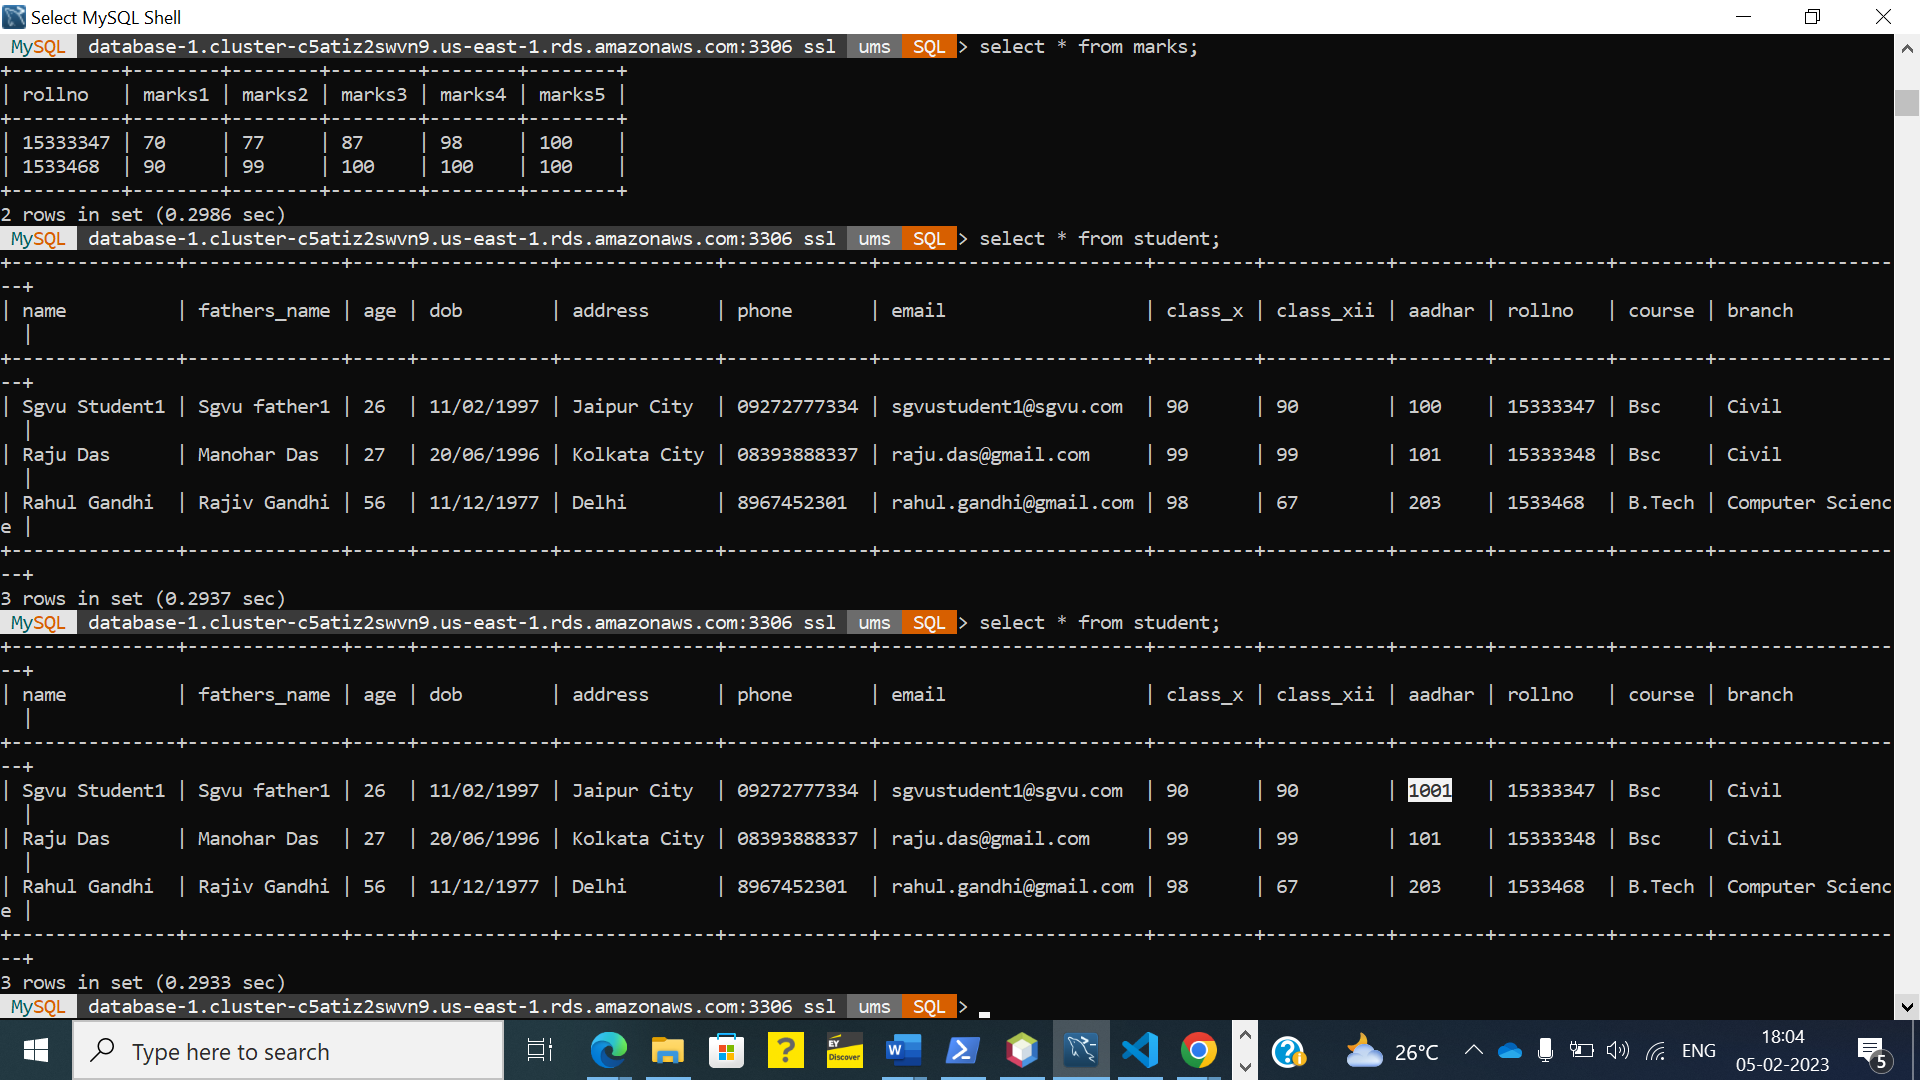 Select MySQL Shell
MySQL database-1.cluster-c5atiz2swvn9.us-east-1.rds.amazonaws.com:3306 ssl ums SQL > select * from marks;
+----------+--------+--------+--------+--------+--------+
| rollno   | marks1 | marks2 | marks3 | marks4 | marks5 |
+----------+--------+--------+--------+--------+--------+
| 15333347 | 70     | 77     | 87     | 98     | 100    |
| 1533468  | 90     | 99     | 100    | 100    | 100    |
+----------+--------+--------+--------+--------+--------+
2 rows in set (0.2986 sec)
MySQL database-1.cluster-c5atiz2swvn9.us-east-1.rds.amazonaws.com:3306 ssl ums SQL > select * from student;
+---------------+--------------+-----+------------+--------------+-------------+------------------------+---------+-----------+--------+----------+--------+----------------
--+
| name          | fathers_name | age | dob        | address      | phone       | email                  | class_x | class_xii | aadhar | rollno   | course | branch
  |
+---------------+--------------+-----+------------+--------------+-------------+------------------------+---------+-----------+--------+----------+--------+----------------
--+
| Sgvu Student1 | Sgvu father1 | 26  | 11/02/1997 | Jaipur City  | 09272777334 | sgvustudent1@sgvu.com  | 90      | 90        | 100    | 15333347 | Bsc    | Civil
  |
| Raju Das      | Manohar Das  | 27  | 20/06/1996 | Kolkata City | 08393888337 | raju.das@gmail.com     | 99      | 99        | 101    | 15333348 | Bsc    | Civil
  |
| Rahul Gandhi  | Rajiv Gandhi | 56  | 11/12/1977 | Delhi        | 8967452301  | rahul.gandhi@gmail.com | 98      | 67        | 203    | 1533468  | B.Tech | Computer Scienc
e |
+---------------+--------------+-----+------------+--------------+-------------+------------------------+---------+-----------+--------+----------+--------+----------------
--+
3 rows in set (0.2937 sec)
MySQL database-1.cluster-c5atiz2swvn9.us-east-1.rds.amazonaws.com:3306 ssl ums SQL > select * from student;
+---------------+--------------+-----+------------+--------------+-------------+------------------------+---------+-----------+--------+----------+--------+----------------
--+
| name          | fathers_name | age | dob        | address      | phone       | email                  | class_x | class_xii | aadhar | rollno   | course | branch
  |
+---------------+--------------+-----+------------+--------------+-------------+------------------------+---------+-----------+--------+----------+--------+----------------
--+
| Sgvu Student1 | Sgvu father1 | 26  | 11/02/1997 | Jaipur City  | 09272777334 | sgvustudent1@sgvu.com  | 90      | 90        | 1001   | 15333347 | Bsc    | Civil
  |
| Raju Das      | Manohar Das  | 27  | 20/06/1996 | Kolkata City | 08393888337 | raju.das@gmail.com     | 99      | 99        | 101    | 15333348 | Bsc    | Civil
  |
| Rahul Gandhi  | Rajiv Gandhi | 56  | 11/12/1977 | Delhi        | 8967452301  | rahul.gandhi@gmail.com | 98      | 67        | 203    | 1533468  | B.Tech | Computer Scienc
e |
+---------------+--------------+-----+------------+--------------+-------------+------------------------+---------+-----------+--------+----------+--------+----------------
--+
3 rows in set (0.2933 sec)
MySQL database-1.cluster-c5atiz2swvn9.us-east-1.rds.amazonaws.com:3306 ssl ums SQL > _
Type here to search
EY
Discover
W
26°C
ENG
18:04
05-02-2023
5